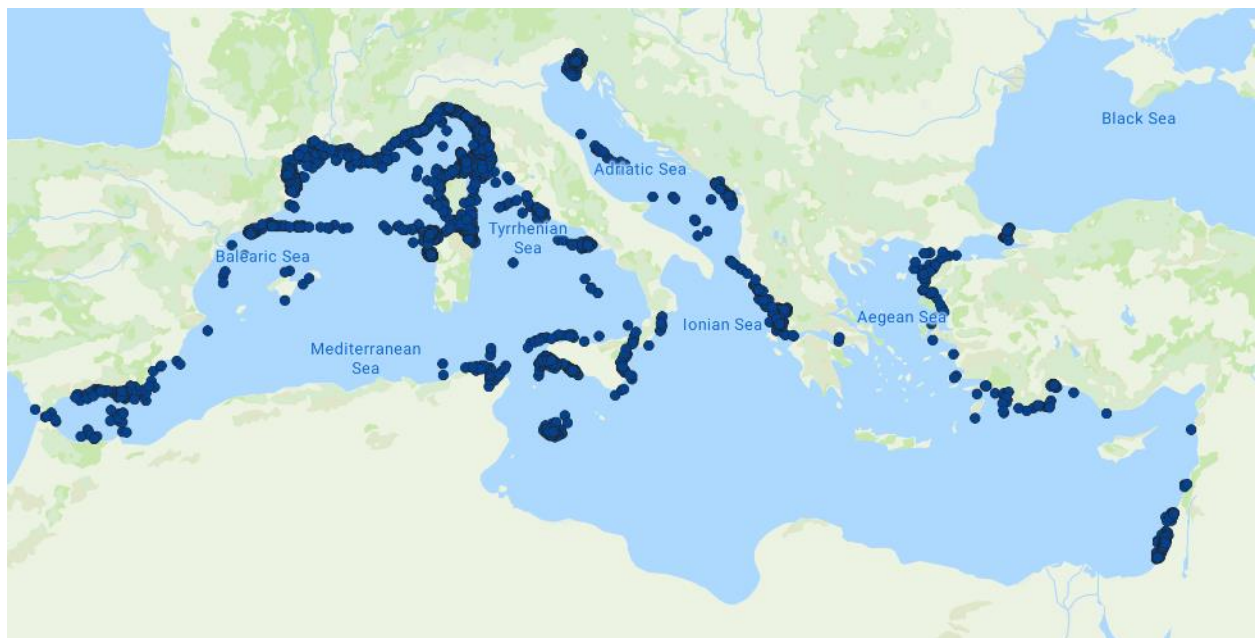 Black Sea
Adriatic Sea
Tyrrhenian
Sea
Balearic Sea
Ionian Sea
Aegean Sea
Mediterranean
Sea